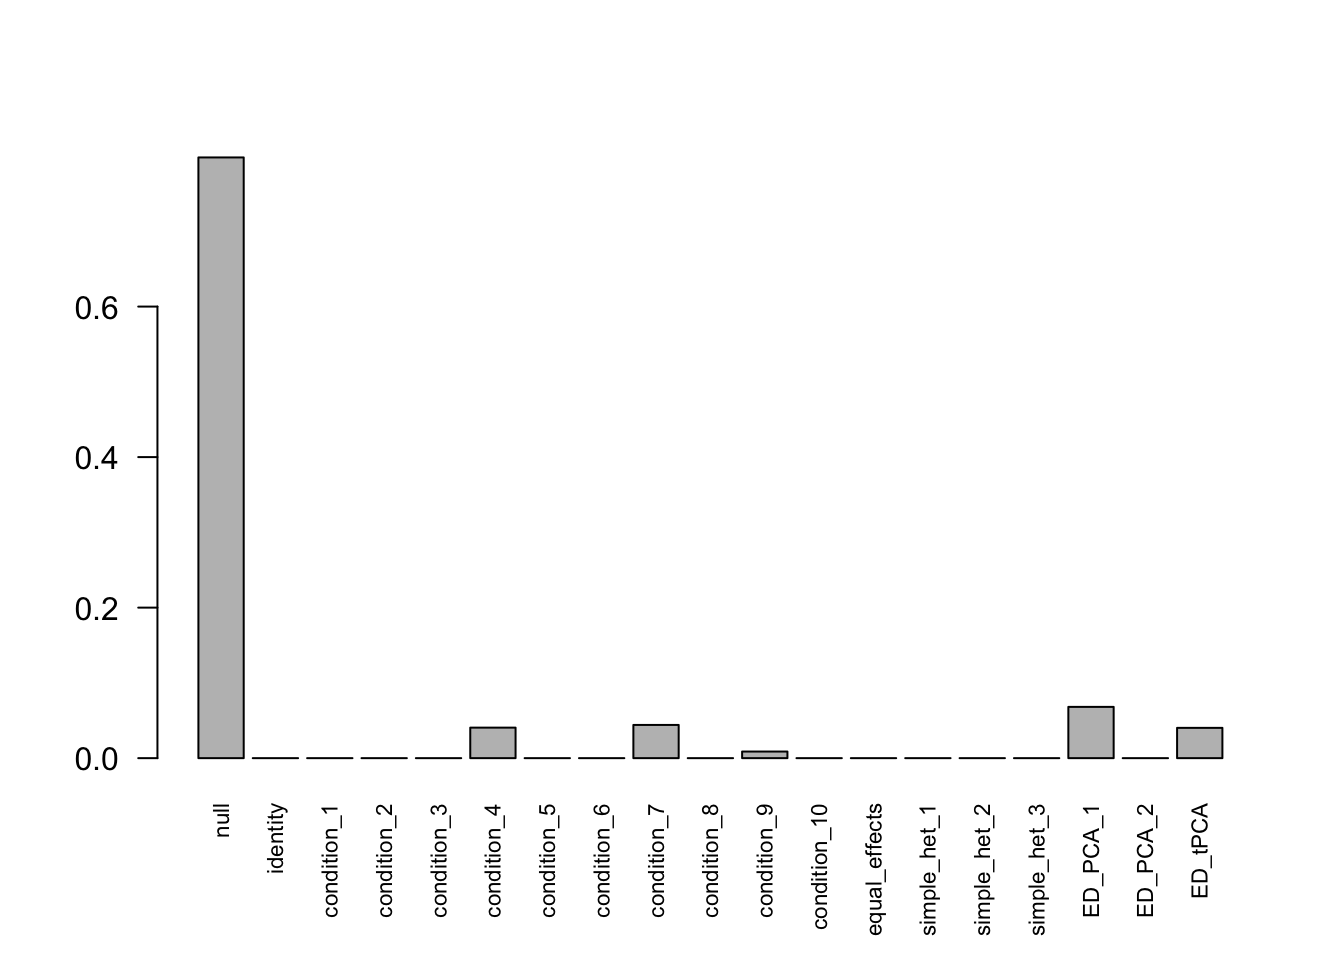 0.6
0.4
0.2
0.0
null
identity
condition_1
condition_2
condition_3
condition_4
condition_5
condition_6
condition_7
condition_8
condition_9
condition_10
equal_effects
simple_het_1
simple_het_2
simple_het_3
ED_PCA_1
ED_PCA_2
ED_tPCA